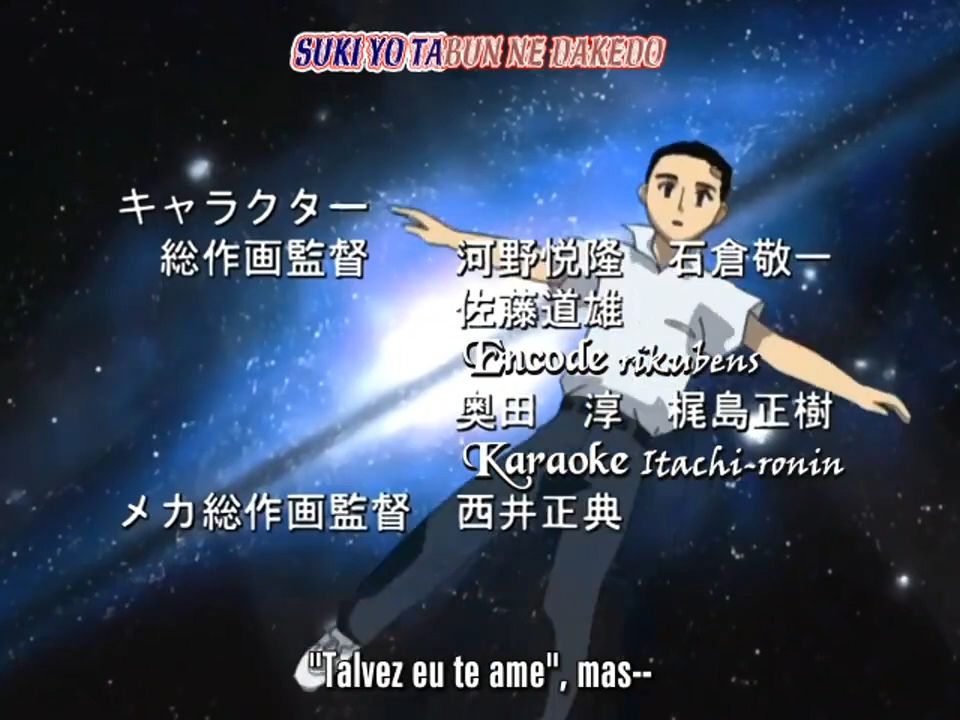 SUKI YO TABUN NE DAKEDO
キャラクター
総作画監督 河野悦隆 石倉敬一
佐藤道雄
Encode rikubens
奥田 淳 梶島正樹
Karaoke Itachi-ronin
メカ総作画監督 西井正典
"Talvez eu te ame", mas--